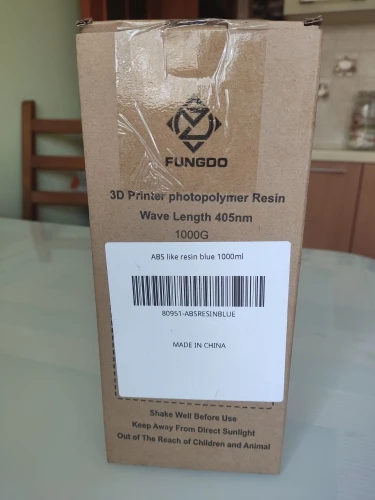 FUNGDO
3D Printer photopolymer Resin
Wave Length 405nm
1000G
ABS like resin blue 1000ml
80951-ABSRESINBLUE
MADE IN CHINA
Shake Well Before Use
Keep Away From Direct Sunlight
Out of The Reach of Children and Animal